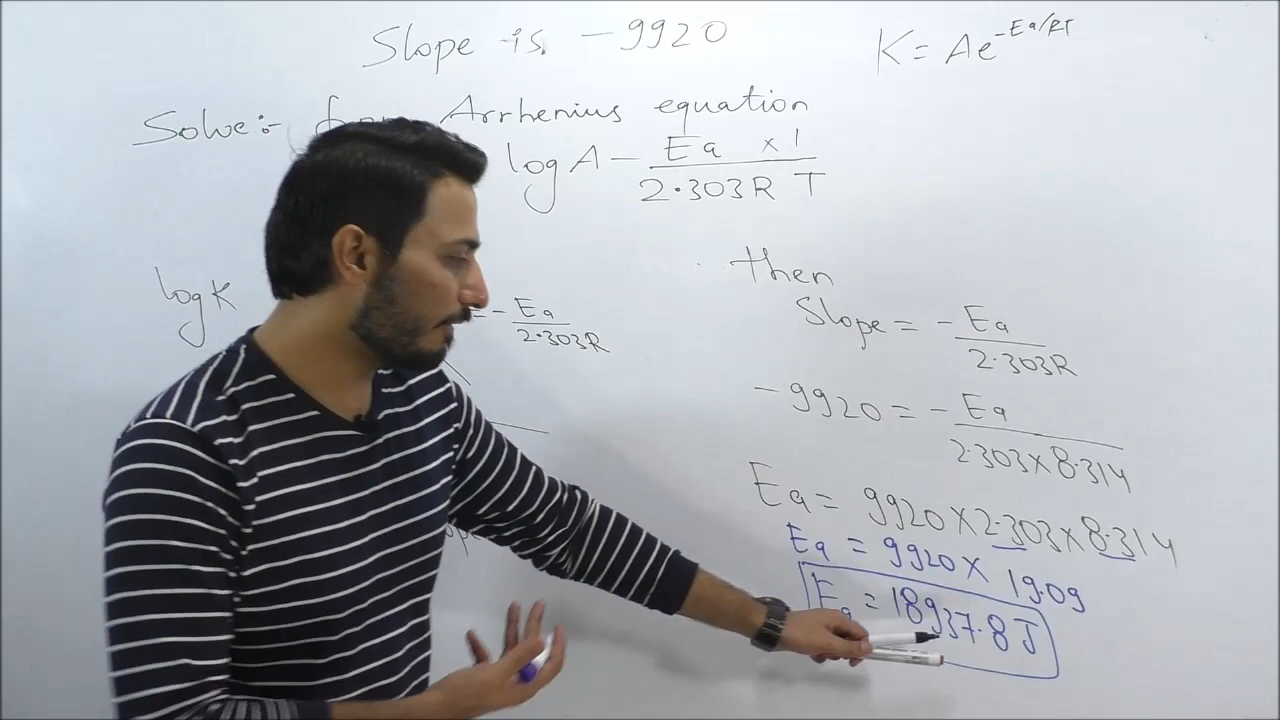 Slope is -9920
K = Ae^-Ea/RT
Solve:- from Arrhenius equation
log A - Ea × 1 / 2.303R T
log K
= - Ea / 2.303R
then
Slope = - Ea / 2.303R
-9920 = - Ea / 2.303×8.314
Ea = 9920×2.303×8.314
Ea = 9920× 19.09
Ea = 18937.8 J